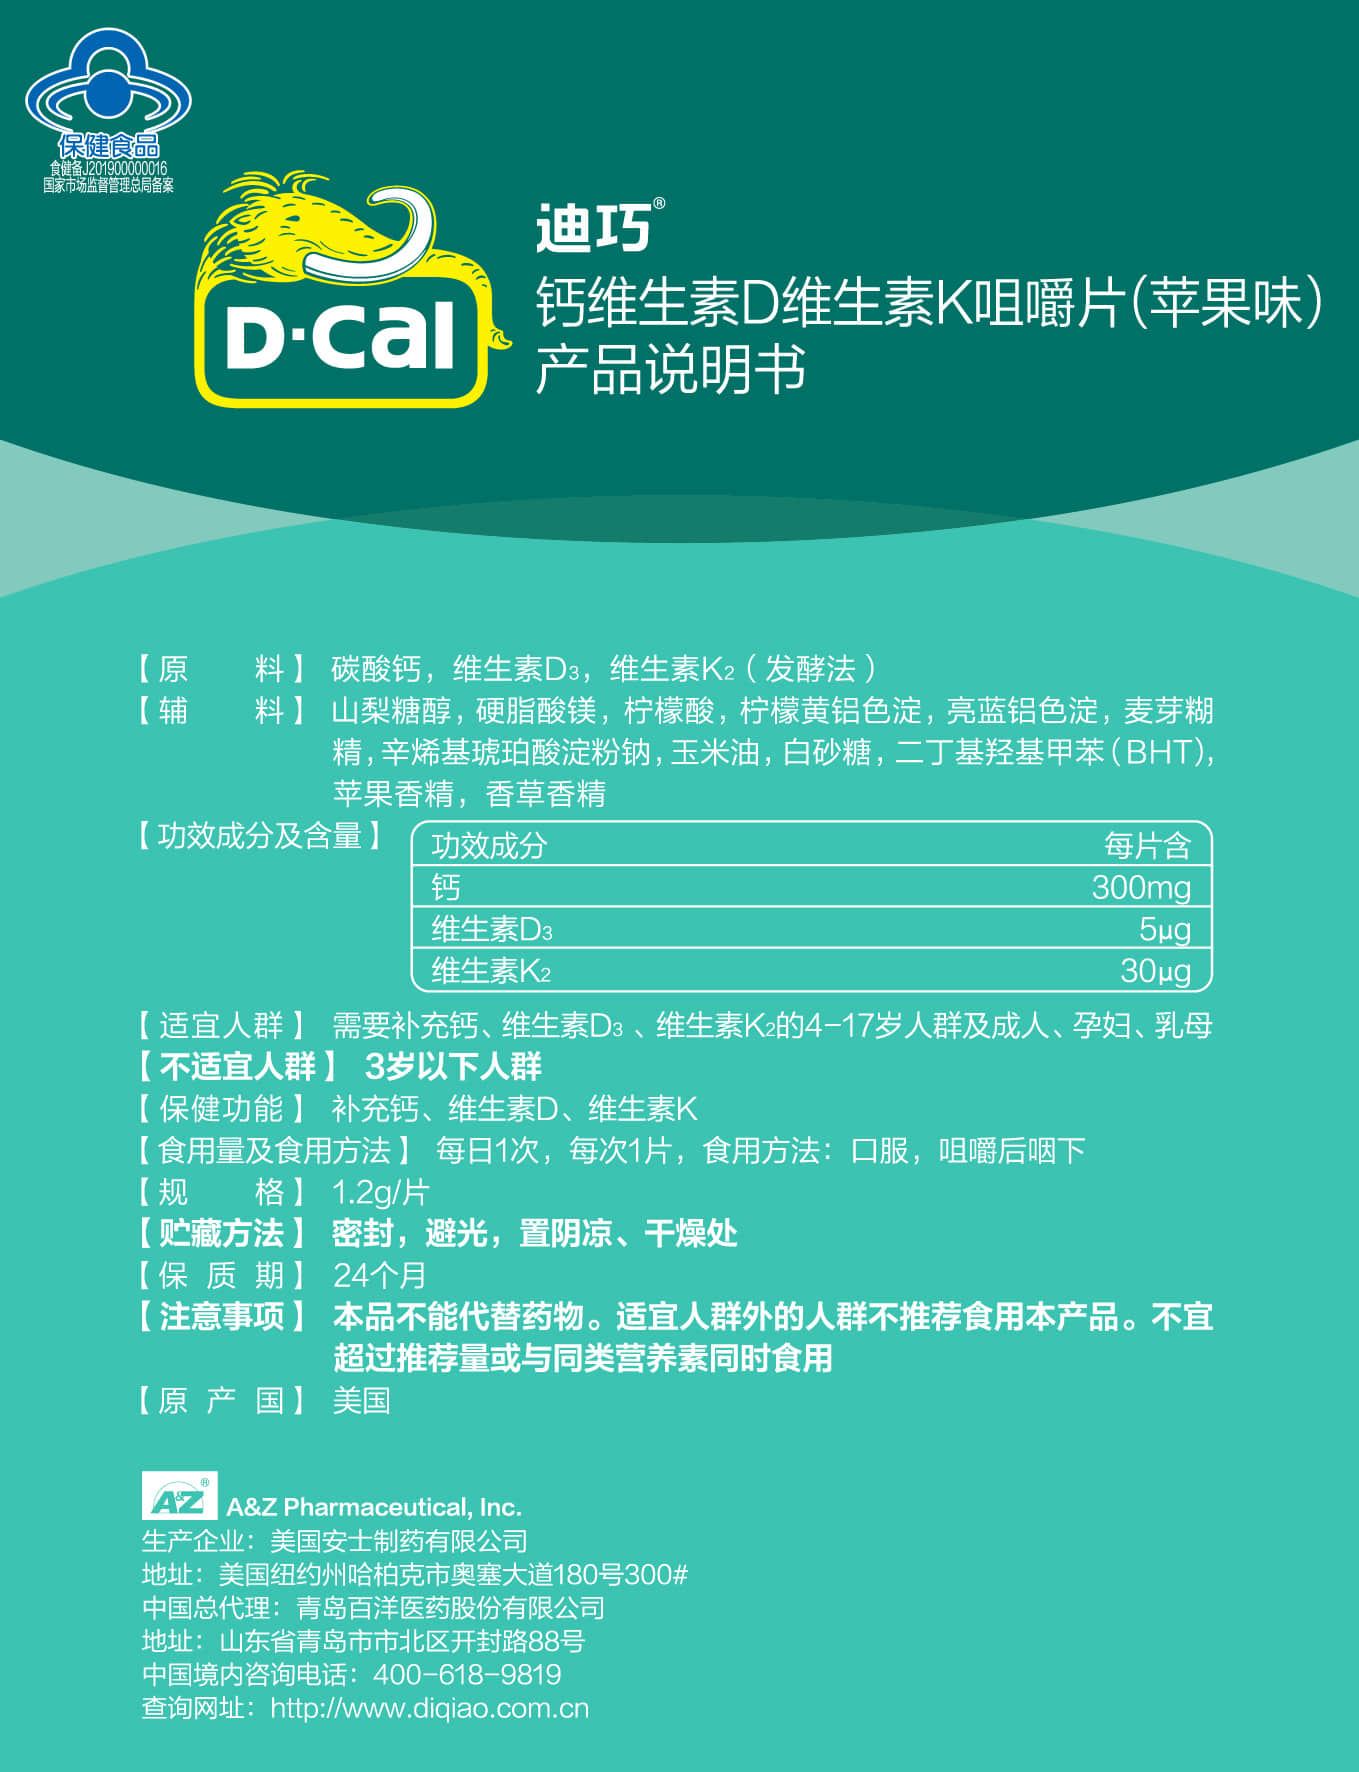 保健食品
食健备J201900000016
国家市场监督管理总局备案
D·Cal
迪巧®
钙维生素D维生素K咀嚼片(苹果味)
产品说明书
【原料】 碳酸钙，维生素D₃，维生素K₂（发酵法）
【辅料】 山梨糖醇，硬脂酸镁，柠檬酸，柠檬黄铝色淀，亮蓝铝色淀，麦芽糊
精，辛烯基琥珀酸淀粉钠，玉米油，白砂糖，二丁基羟基甲苯（BHT），
苹果香精，香草香精
【功效成分及含量】
功效成分 每片含
钙 300mg
维生素D₃ 5μg
维生素K₂ 30μg
【适宜人群】 需要补充钙、维生素D₃、维生素K₂的4-17岁人群及成人、孕妇、乳母
【不适宜人群】 3岁以下人群
【保健功能】 补充钙、维生素D、维生素K
【食用量及食用方法】 每日1次，每次1片，食用方法：口服，咀嚼后咽下
【规格】 1.2g/片
【贮藏方法】 密封，避光，置阴凉、干燥处
【保质期】 24个月
【注意事项】 本品不能代替药物。适宜人群外的人群不推荐食用本产品。不宜
超过推荐量或与同类营养素同时食用
【原产国】 美国
A&Z® A&Z Pharmaceutical, Inc.
生产企业：美国安士制药有限公司
地址：美国纽约州哈柏克市奥塞大道180号300#
中国总代理：青岛百洋医药股份有限公司
地址：山东省青岛市市北区开封路88号
中国境内咨询电话：400-618-9819
查询网址：http://www.diqiao.com.cn